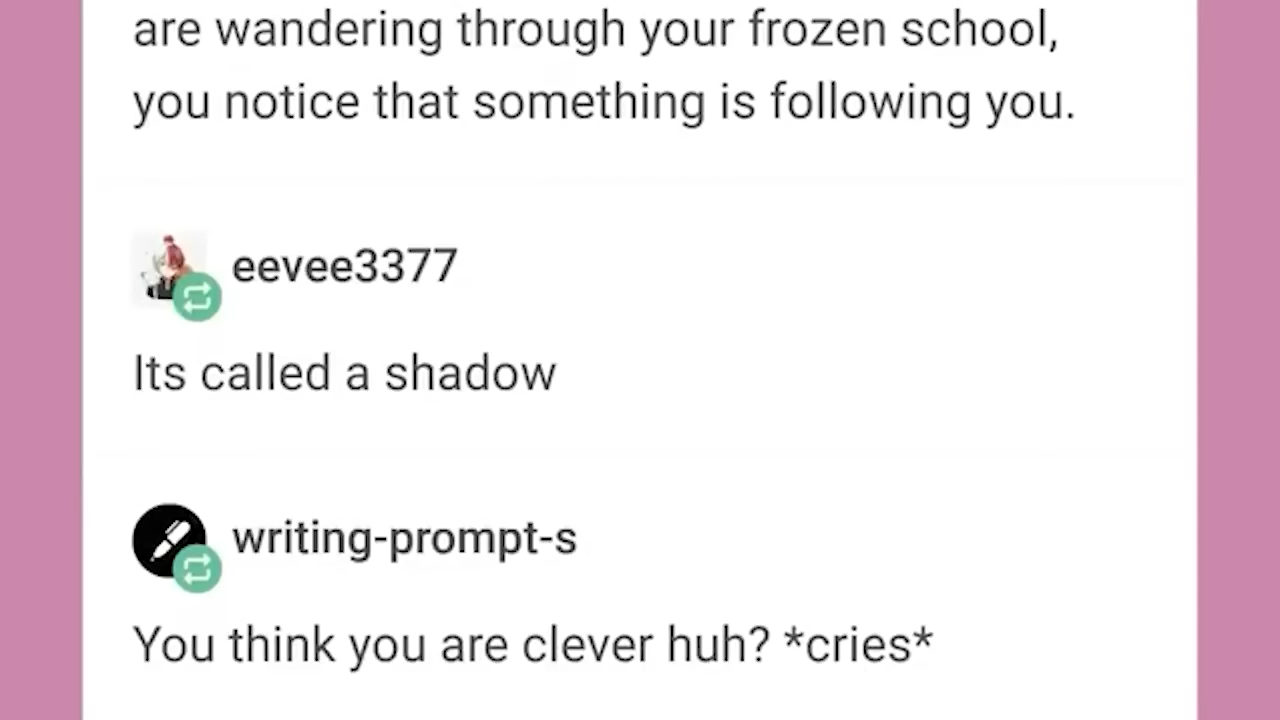 are wandering through your frozen school,
you notice that something is following you.
eevee3377
Its called a shadow
writing-prompt-s
You think you are clever huh? *cries*